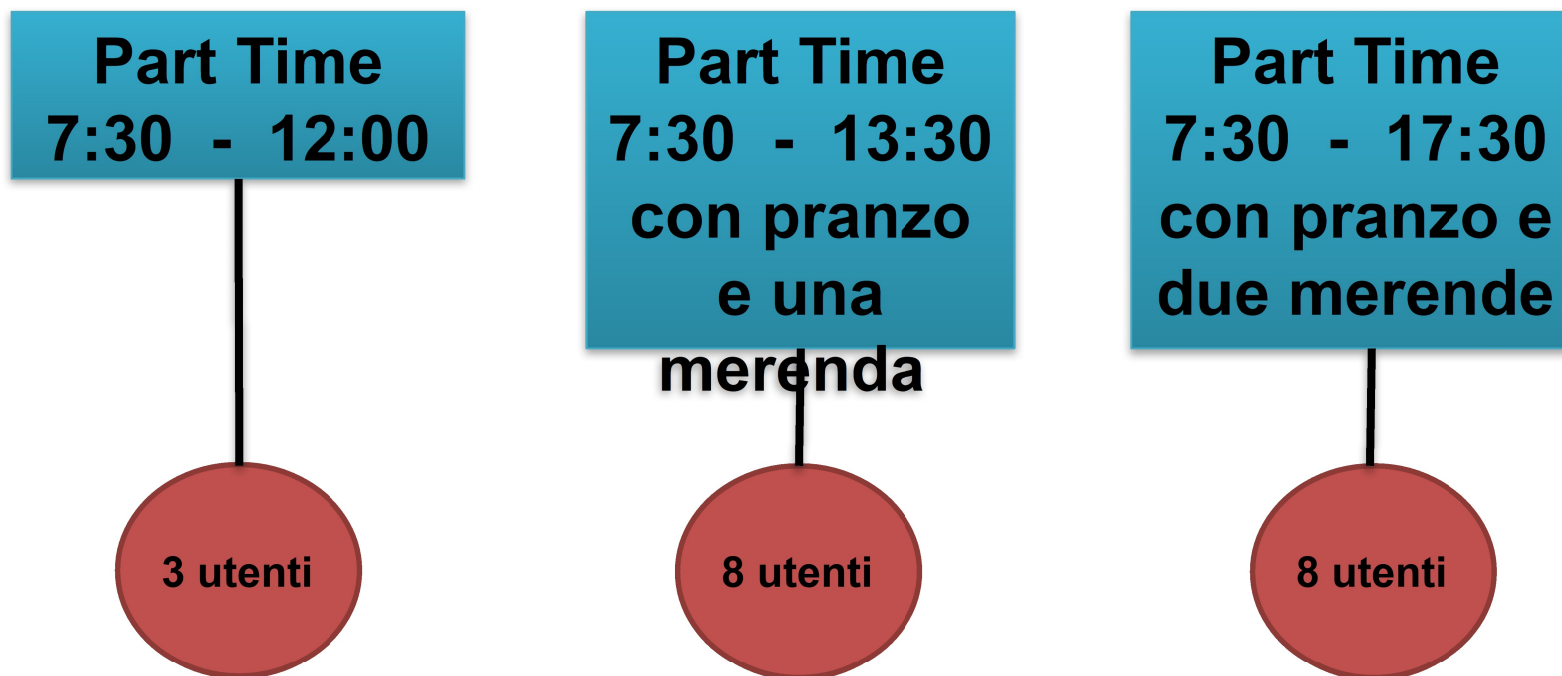 Part Time
7:30 - 12:00
Part Time
7:30 - 13:30
con pranzo
e una
merenda
Part Time
7:30 - 17:30
con pranzo e
due merende
3 utenti
8 utenti
8 utenti